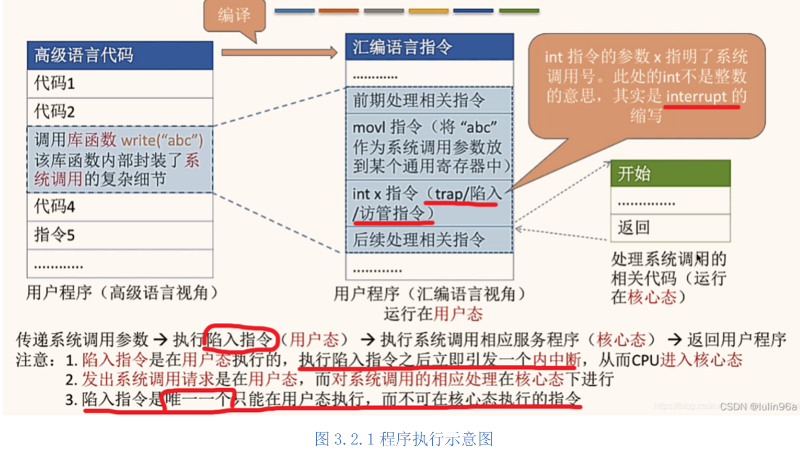 编译
高级语言代码
代码1
代码2
调用库函数 write(“abc”)
该库函数内部封装了系
统调用的复杂细节
代码4
指令5
…………
用户程序（高级语言视角）
汇编语言指令
…………
前期处理相关指令
movl 指令（将 “abc”
作为系统调用参数放
到某个通用寄存器中）
int x 指令（trap/陷入
/访管指令）
后续处理相关指令
…………
用户程序（汇编语言视角）
运行在用户态
int 指令的参数 x 指明了系统
调用号。此处的int不是整数
的意思，其实是 interrupt 的
缩写
开始
…………..
返回
处理系统调用的
相关代码（运行
在核心态）
传递系统调用参数 → 执行陷入指令（用户态）→ 执行系统调用相应服务程序（核心态）→ 返回用户程序
注意：1. 陷入指令是在用户态执行的，执行陷入指令之后立即引发一个内中断，从而CPU进入核心态
2. 发出系统调用请求是在用户态，而对系统调用的相应处理在核心态下进行
3. 陷入指令是唯一一个只能在用户态执行，而不可在核心态执行的指令
CSDN @lulin96a
图 3.2.1 程序执行示意图